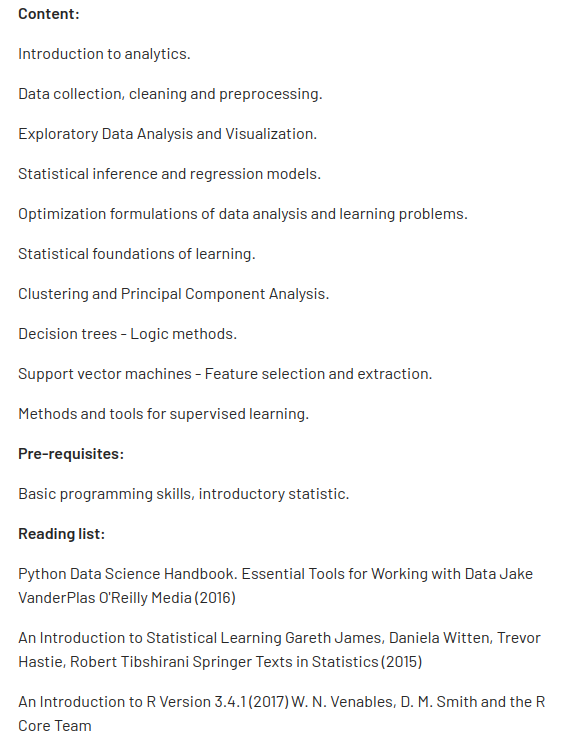 Content:
Introduction to analytics.
Data collection, cleaning and preprocessing.
Exploratory Data Analysis and Visualization.
Statistical inference and regression models.
Optimization formulations of data analysis and learning problems.
Statistical foundations of learning.
Clustering and Principal Component Analysis.
Decision trees - Logic methods.
Support vector machines - Feature selection and extraction.
Methods and tools for supervised learning.
Pre-requisites:
Basic programming skills, introductory statistic.
Reading list:
Python Data Science Handbook. Essential Tools for Working with Data Jake
VanderPlas O'Reilly Media (2016)
An Introduction to Statistical Learning Gareth James, Daniela Witten, Trevor
Hastie, Robert Tibshirani Springer Texts in Statistics (2015)
An Introduction to R Version 3.4.1 (2017) W. N. Venables, D. M. Smith and the R
Core Team